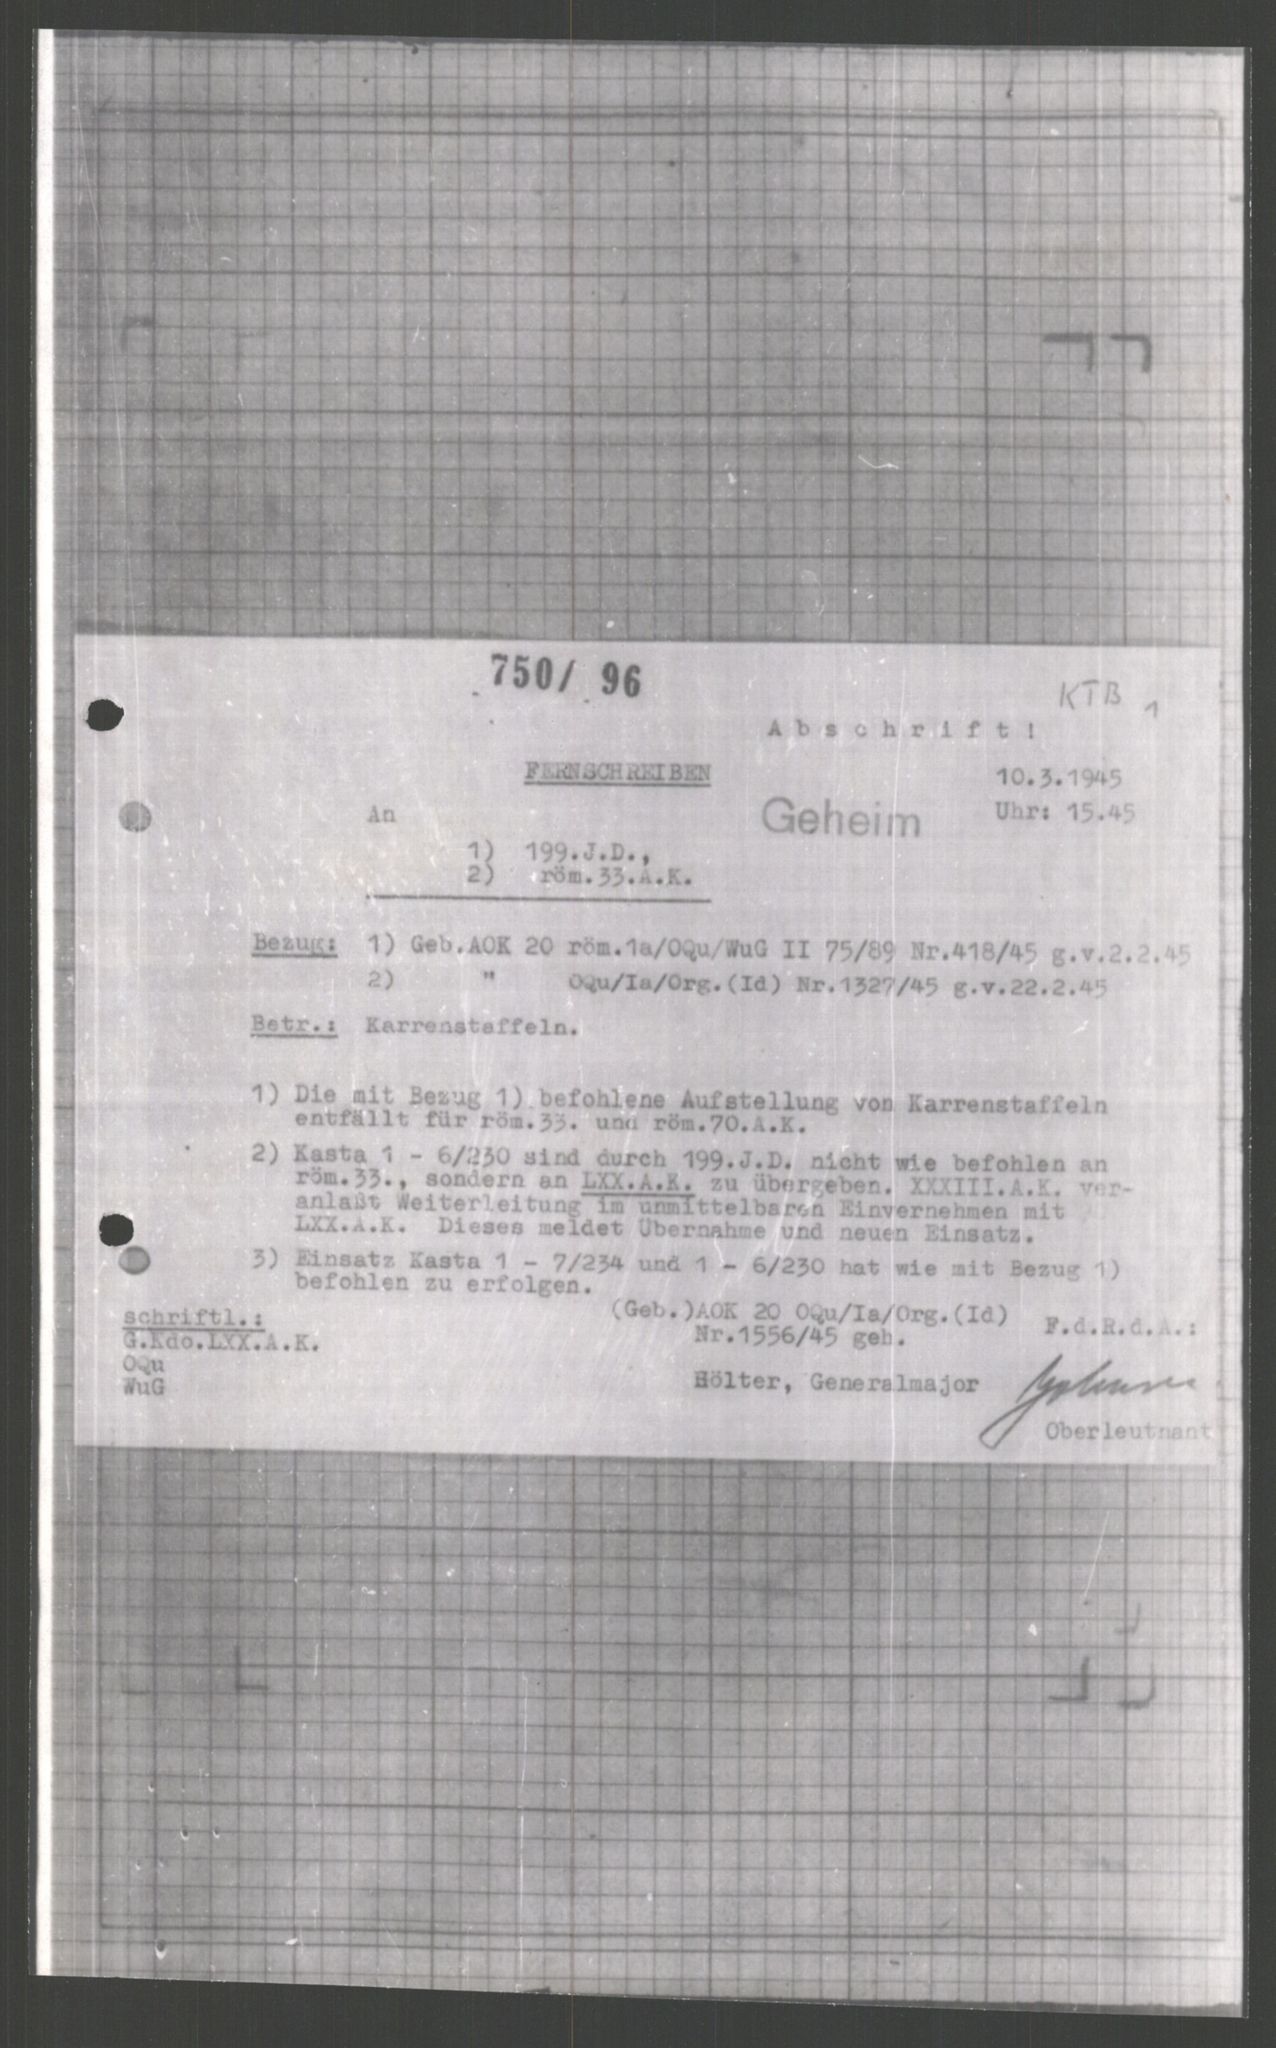 750/ 96
KTB 1
A b s c h r i f t !
FERNSCHREIBEN
10.3.1945
An
Geheim
Uhr: 15.45
1) 199.J.D.,
2) röm.33.A.K.
Bezug: 1) Geb.AOK 20 röm.1a/OQu/WuG II 75/89 Nr.418/45 g.v.2.2.45
2) " OQu/Ia/Org.(Id) Nr.1327/45 g.v.22.2.45
Betr.: Karrenstaffeln.
1) Die mit Bezug 1) befohlene Aufstellung von Karrenstaffeln
entfällt für röm.33. und röm.70.A.K.
2) Kasta 1 - 6/230 sind durch 199.J.D. nicht wie befohlen an
röm.33., sondern an LXX.A.K. zu übergeben. XXXIII.A.K. ver-
anlaßt Weiterleitung im unmittelbaren Einvernehmen mit
LXX.A.K. Dieses meldet Übernahme und neuen Einsatz.
3) Einsatz Kasta 1 - 7/234 und 1 - 6/230 hat wie mit Bezug 1)
befohlen zu erfolgen.
(Geb.)AOK 20 OQu/Ia/Org.(Id)
Nr.1556/45 geh.
F.d.R.d.A.:
schriftl.:
G.Kdo.LXX.A.K.
OQu
WuG
Hölter, Generalmajor
Oberleutnant